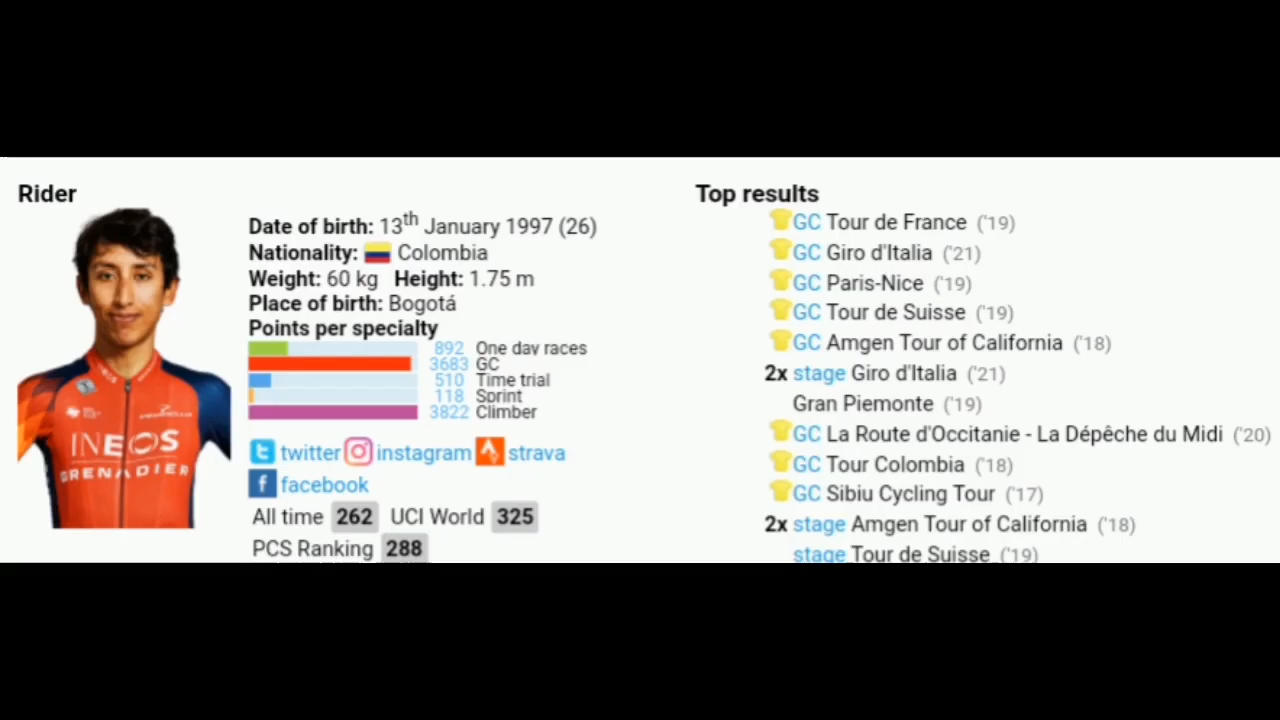 Rider
INEOS
GRENADIER
Date of birth: 13th January 1997 (26)
Nationality: Colombia
Weight: 60 kg Height: 1.75 m
Place of birth: Bogotá
Points per specialty
892 One day races
3683 GC
510 Time trial
118 Sprint
3822 Climber
twitter instagram strava
facebook
All time 262 UCI World 325
PCS Ranking 288
Top results
GC Tour de France ('19)
GC Giro d'Italia ('21)
GC Paris-Nice ('19)
GC Tour de Suisse ('19)
GC Amgen Tour of California ('18)
2x stage Giro d'Italia ('21)
Gran Piemonte ('19)
GC La Route d'Occitanie - La Dépêche du Midi ('20)
GC Tour Colombia ('18)
GC Sibiu Cycling Tour ('17)
2x stage Amgen Tour of California ('18)
stage Tour de Suisse ('19)